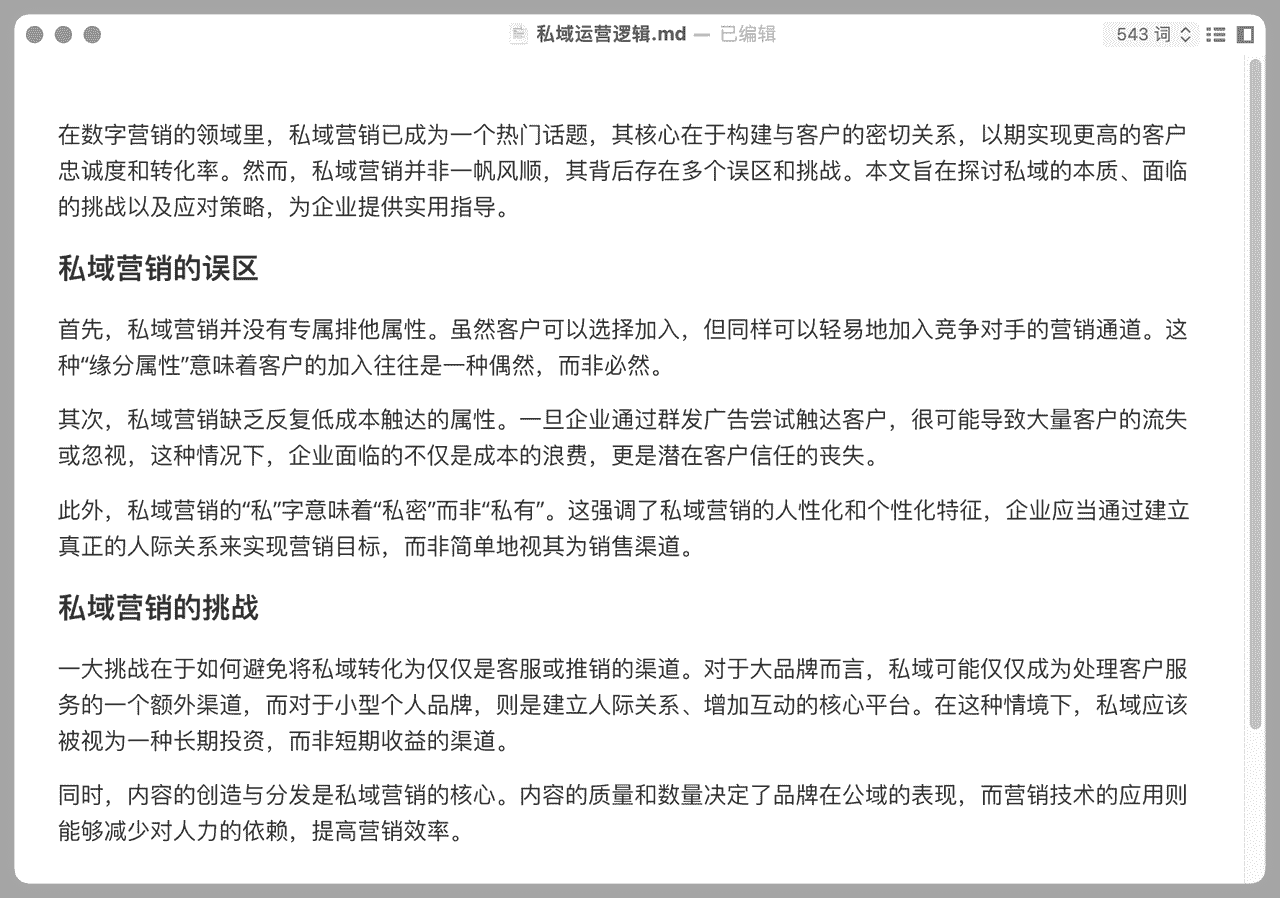 私域运营逻辑.md — 已编辑
543 词
在数字营销的领域里，私域营销已成为一个热门话题，其核心在于构建与客户的密切关系，以期实现更高的客户
忠诚度和转化率。然而，私域营销并非一帆风顺，其背后存在多个误区和挑战。本文旨在探讨私域的本质、面临
的挑战以及应对策略，为企业提供实用指导。
私域营销的误区
首先，私域营销并没有专属排他属性。虽然客户可以选择加入，但同样可以轻易地加入竞争对手的营销通道。这
种“缘分属性”意味着客户的加入往往是一种偶然，而非必然。
其次，私域营销缺乏反复低成本触达的属性。一旦企业通过群发广告尝试触达客户，很可能导致大量客户的流失
或忽视，这种情况下，企业面临的不仅是成本的浪费，更是潜在客户信任的丧失。
此外，私域营销的“私”字意味着“私密”而非“私有”。这强调了私域营销的人性化和个性化特征，企业应当通过建立
真正的人际关系来实现营销目标，而非简单地视其为销售渠道。
私域营销的挑战
一大挑战在于如何避免将私域转化为仅仅是客服或推销的渠道。对于大品牌而言，私域可能仅仅成为处理客户服
务的一个额外渠道，而对于小型个人品牌，则是建立人际关系、增加互动的核心平台。在这种情境下，私域应该
被视为一种长期投资，而非短期收益的渠道。
同时，内容的创造与分发是私域营销的核心。内容的质量和数量决定了品牌在公域的表现，而营销技术的应用则
能够减少对人力的依赖，提高营销效率。